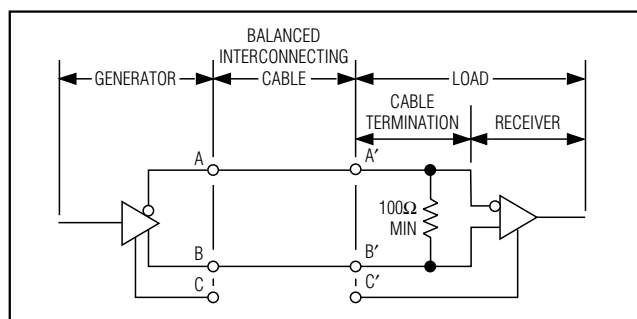 BALANCED
INTERCONNECTING
CABLE
GENERATOR
LOAD
CABLE
TERMINATION
RECEIVER
A
A′
100Ω
MIN
B
B′
C
C′